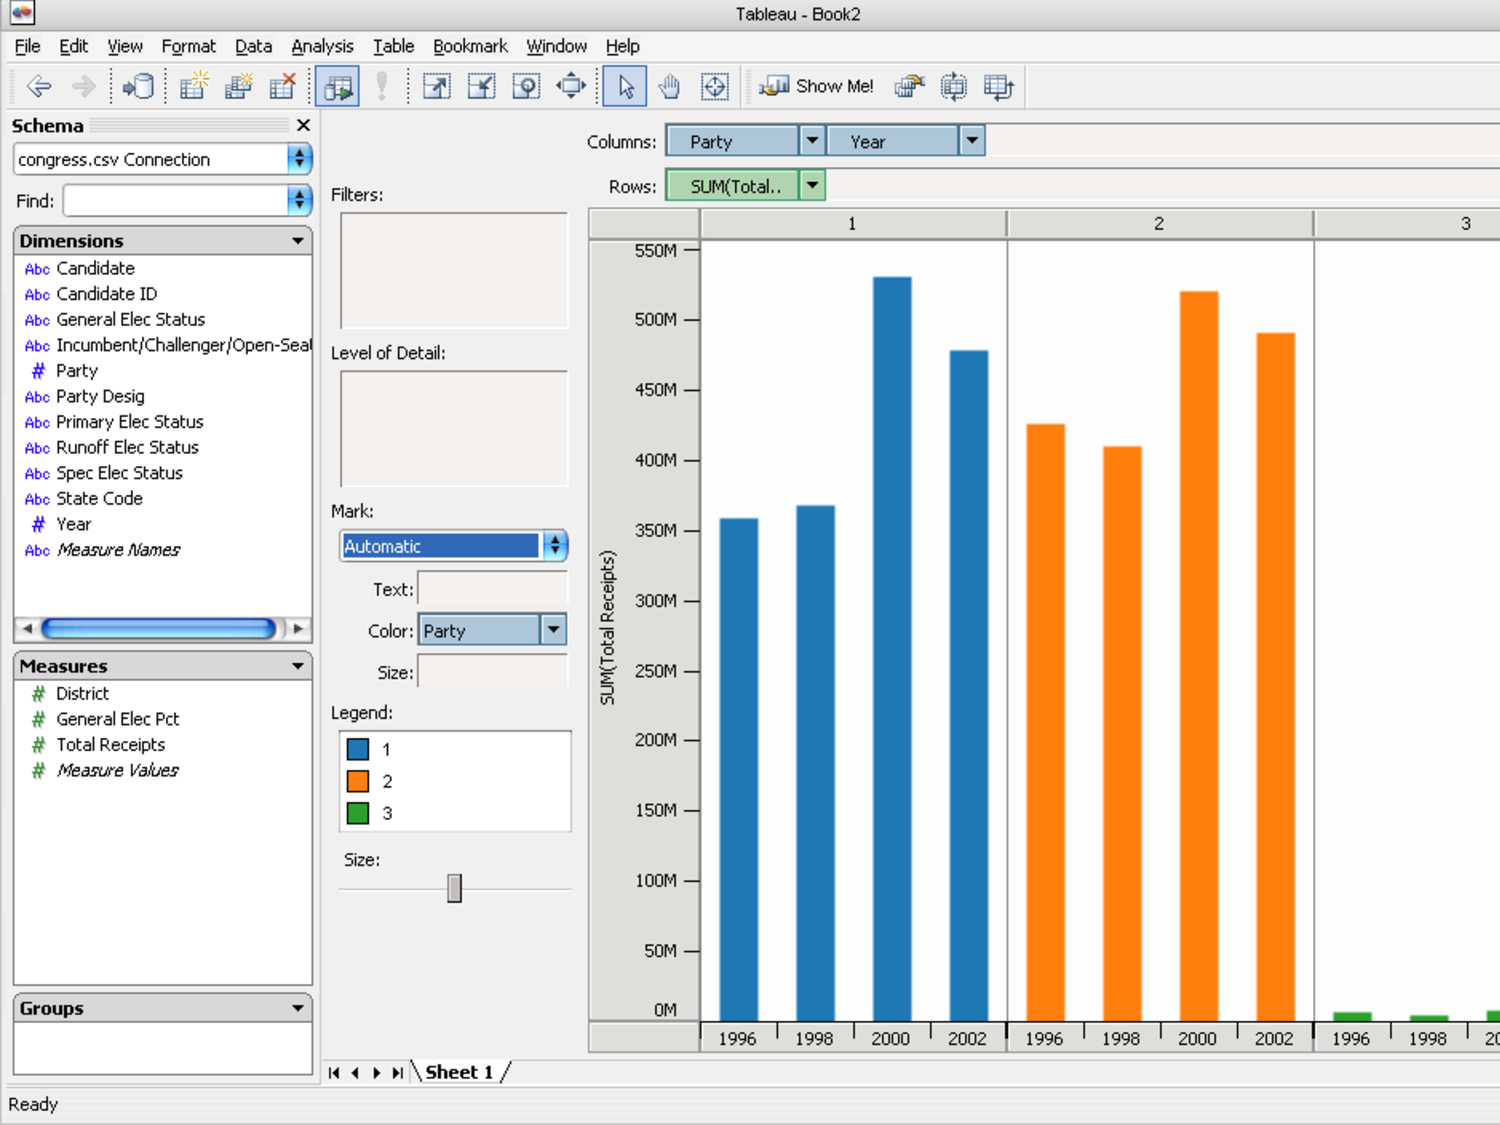 Tableau - Book2
File Edit View Format Data Analysis Table Bookmark Window Help
Show Me!
Schema
congress.csv Connection
Find:
Dimensions
Abc Candidate
Abc Candidate ID
Abc General Elec Status
Abc Incumbent/Challenger/Open-Seat
# Party
Abc Party Desig
Abc Primary Elec Status
Abc Runoff Elec Status
Abc Spec Elec Status
Abc State Code
# Year
Abc Measure Names
Measures
# District
# General Elec Pct
# Total Receipts
# Measure Values
Groups
Filters:
Level of Detail:
Mark:
Automatic
Text:
Color: Party
Size:
Legend:
1
2
3
Size:
Columns: Party Year
Rows: SUM(Total..
1 2 3
SUM(Total Receipts)
550M
500M
450M
400M
350M
300M
250M
200M
150M
100M
50M
0M
1996 1998 2000 2002 1996 1998 2000 2002 1996 1998 20
Sheet 1
Ready